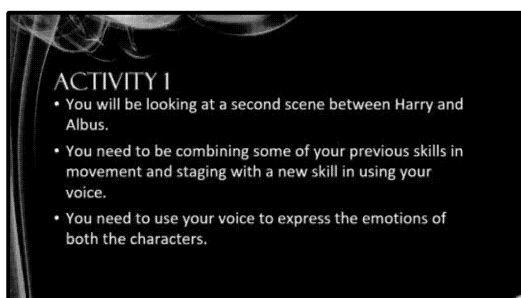 ACTIVITY 1
• You will be looking at a second scene between Harry and
Albus.
• You need to be combining some of your previous skills in
movement and staging with a new skill in using your
voice.
• You need to use your voice to express the emotions of
both the characters.